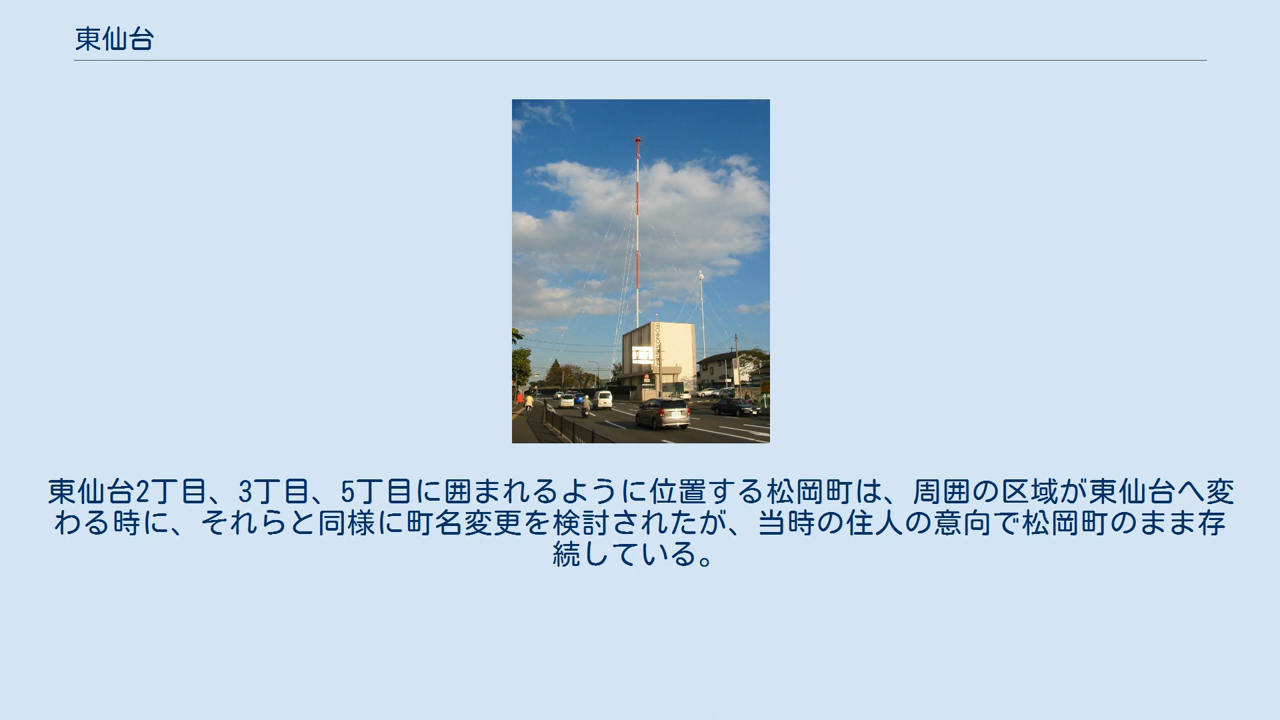 東仙台
東仙台2丁目、3丁目、5丁目に囲まれるように位置する松岡町は、周囲の区域が東仙台へ変
わる時に、それらと同様に町名変更を検討されたが、当時の住人の意向で松岡町のまま存
続している。